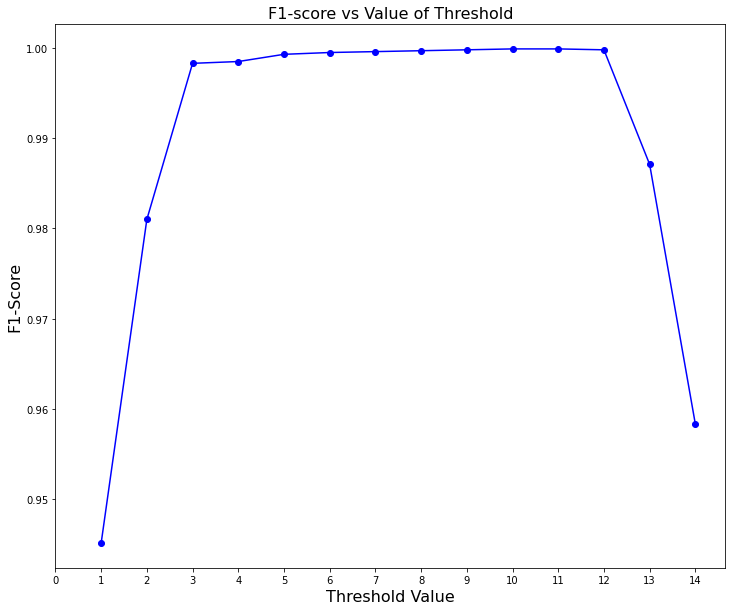 F1-score vs Value of Threshold
F1-Score
1.00
0.99
0.98
0.97
0.96
0.95
0 1 2 3 4 5 6 7 8 9 10 11 12 13 14
Threshold Value